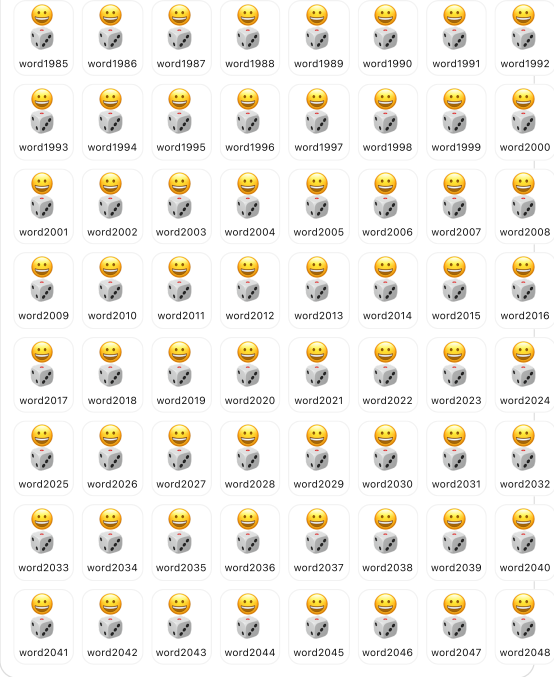 word1985 word1986 word1987 word1988 word1989 word1990 word1991 word1992
word1993 word1994 word1995 word1996 word1997 word1998 word1999 word2000
word2001 word2002 word2003 word2004 word2005 word2006 word2007 word2008
word2009 word2010 word2011 word2012 word2013 word2014 word2015 word2016
word2017 word2018 word2019 word2020 word2021 word2022 word2023 word2024
word2025 word2026 word2027 word2028 word2029 word2030 word2031 word2032
word2033 word2034 word2035 word2036 word2037 word2038 word2039 word2040
word2041 word2042 word2043 word2044 word2045 word2046 word2047 word2048